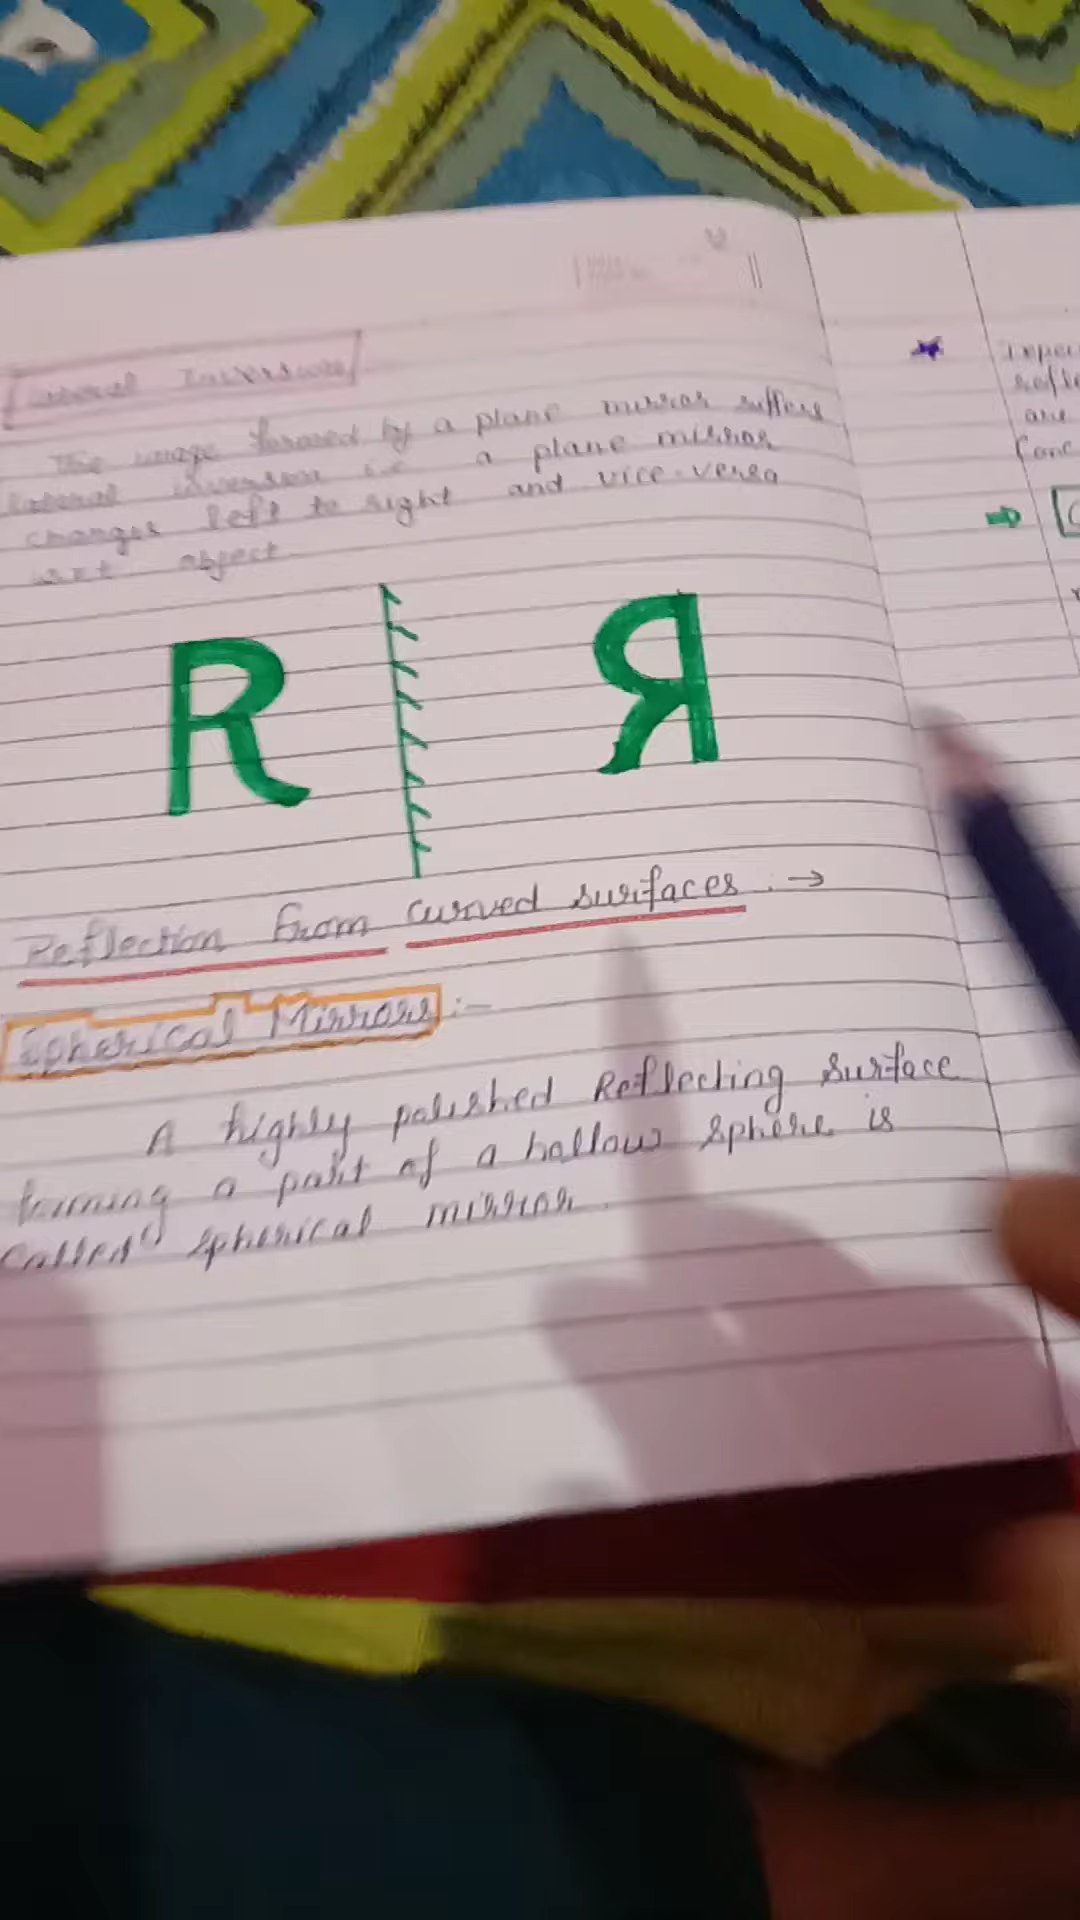 Lateral Inversion
The image formed by a plane mirror suffers
lateral inversion i.e a plane mirror
changes left to right and vice-versa
w.r.t object
R Я
Reflection from curved surfaces :→
Spherical Mirrors :-
A highly polished Reflecting surface
forming a part of a hollow sphere is
called spherical mirror.
are